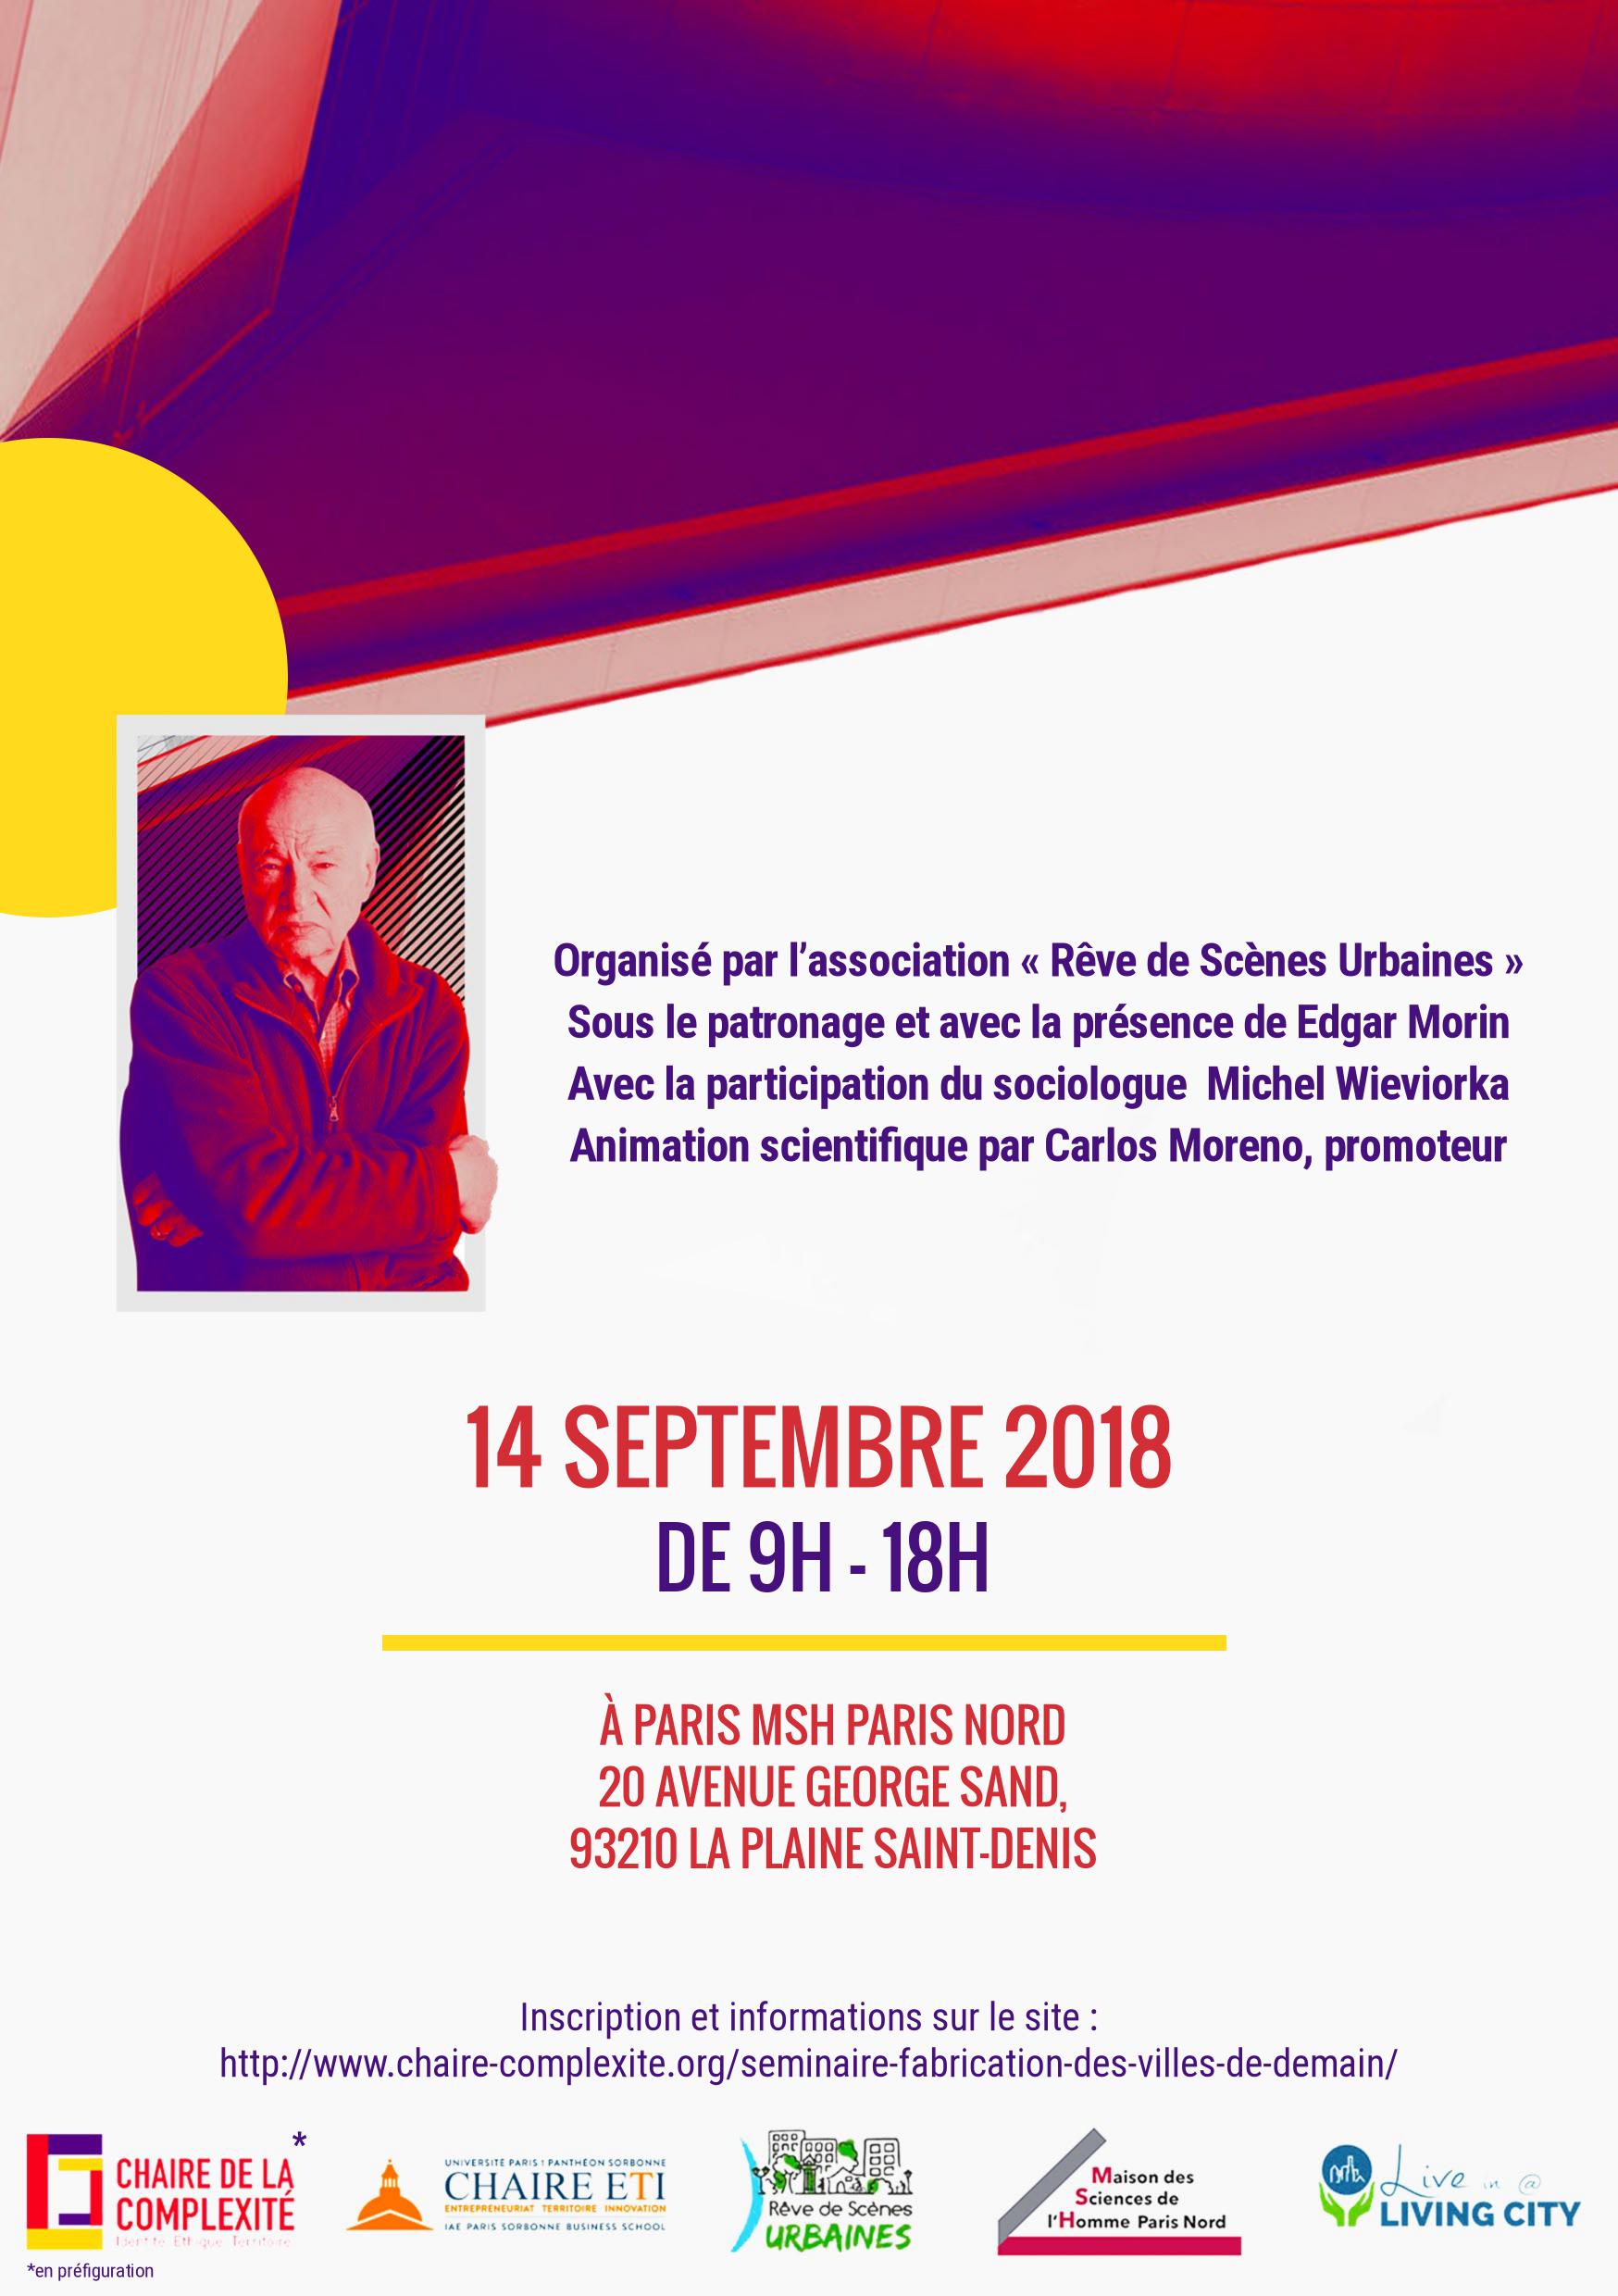 Organisé par l’association « Rêve de Scènes Urbaines »
Sous le patronage et avec la présence de Edgar Morin
Avec la participation du sociologue Michel Wieviorka
Animation scientifique par Carlos Moreno, promoteur
14 SEPTEMBRE 2018
DE 9H - 18H
À PARIS MSH PARIS NORD
20 AVENUE GEORGE SAND,
93210 LA PLAINE SAINT-DENIS
Inscription et informations sur le site :
http://www.chaire-complexite.org/seminaire-fabrication-des-villes-de-demain/
CHAIRE DE LA *
COMPLEXITÉ
Identité Ethique Territoire
*en préfiguration
UNIVERSITÉ PARIS 1 PANTHÉON SORBONNE
CHAIRE ETI
ENTREPRENEURIAT TERRITOIRE INNOVATION
IAE PARIS SORBONNE BUSINESS SCHOOL
Rêve de Scènes
URBAINES
Maison des
Sciences de
l'Homme Paris Nord
Live in @
LIVING CITY